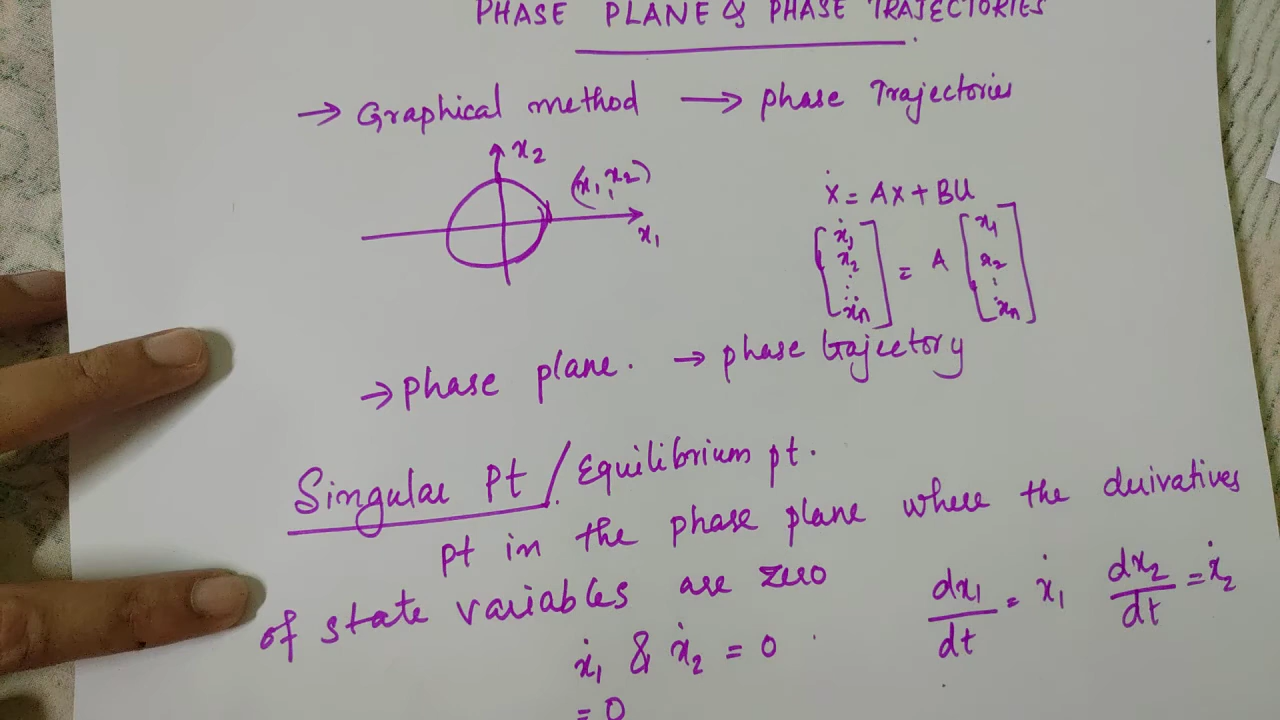 PHASE PLANE & PHASE TRAJECTORIES
→ Graphical method → phase Trajectories
x₂
(x₁, x₂)
x₁
Ẋ = AX + BU
[ẋ₁ x₂ ⋮ ẋn] = A [x₁ x₂ ⋮ ẋn]
→ phase plane. → phase trajectory
Singular Pt / Equilibrium pt.
pt in the phase plane where the derivatives
of state variables are zero
dx₁/dt = ẋ₁ dx₂/dt = ẋ₂
ẋ₁ & ẋ₂ = 0
= 0